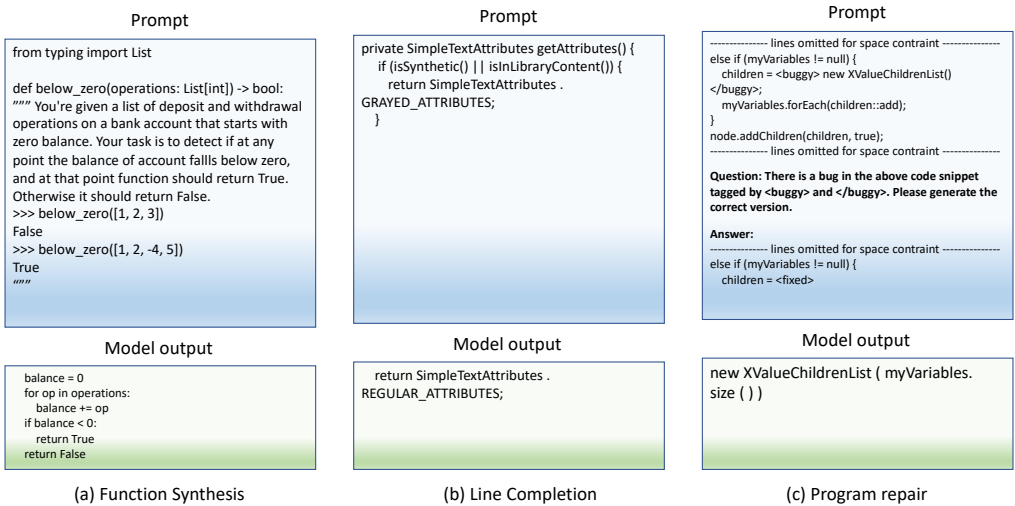 Prompt
from typing import List
def below_zero(operations: List[int]) -> bool:
””” You're given a list of deposit and withdrawal
operations on a bank account that starts with
zero balance. Your task is to detect if at any
point the balance of account fallls below zero,
and at that point function should return True.
Otherwise it should return False.
>>> below_zero([1, 2, 3])
False
>>> below_zero([1, 2, -4, 5])
True
“””
Model output
balance = 0
for op in operations:
balance += op
if balance < 0:
return True
return False
(a) Function Synthesis
Prompt
private SimpleTextAttributes getAttributes() {
if (isSynthetic() || isInLibraryContent()) {
return SimpleTextAttributes .
GRAYED_ATTRIBUTES;
}
Model output
return SimpleTextAttributes .
REGULAR_ATTRIBUTES;
(b) Line Completion
Prompt
--------------- lines omitted for space contraint ---------------
else if (myVariables != null) {
children = <buggy> new XValueChildrenList()
</buggy>;
myVariables.forEach(children::add);
}
node.addChildren(children, true);
--------------- lines omitted for space contraint ---------------
Question: There is a bug in the above code snippet
tagged by <buggy> and </buggy>. Please generate the
correct version.
Answer:
--------------- lines omitted for space contraint ---------------
else if (myVariables != null) {
children = <fixed>
Model output
new XValueChildrenList ( myVariables.
size ( ) )
(c) Program repair